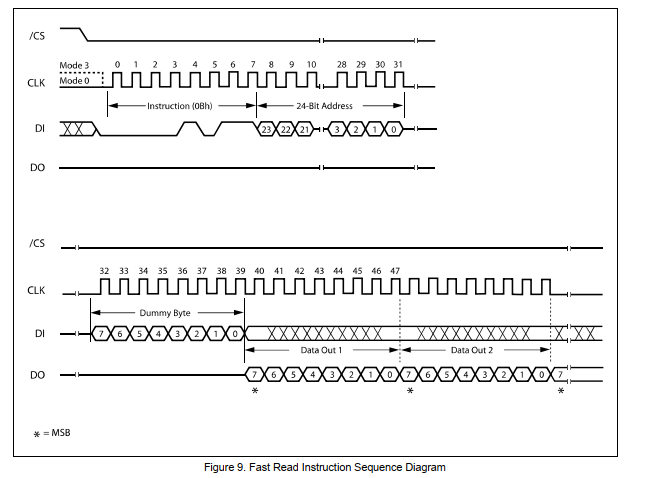 /CS
Mode 3
0 1 2 3 4 5 6 7 8 9 10 28 29 30 31
CLK
Mode 0
Instruction (0Bh) 24-Bit Address
DI 23 22 21 3 2 1 0
DO
/CS
32 33 34 35 36 37 38 39 40 41 42 43 44 45 46 47
CLK
Dummy Byte
DI 7 6 5 4 3 2 1 0
Data Out 1 Data Out 2
DO 7 6 5 4 3 2 1 0 7 6 5 4 3 2 1 0 7
* * *
* = MSB
Figure 9. Fast Read Instruction Sequence Diagram